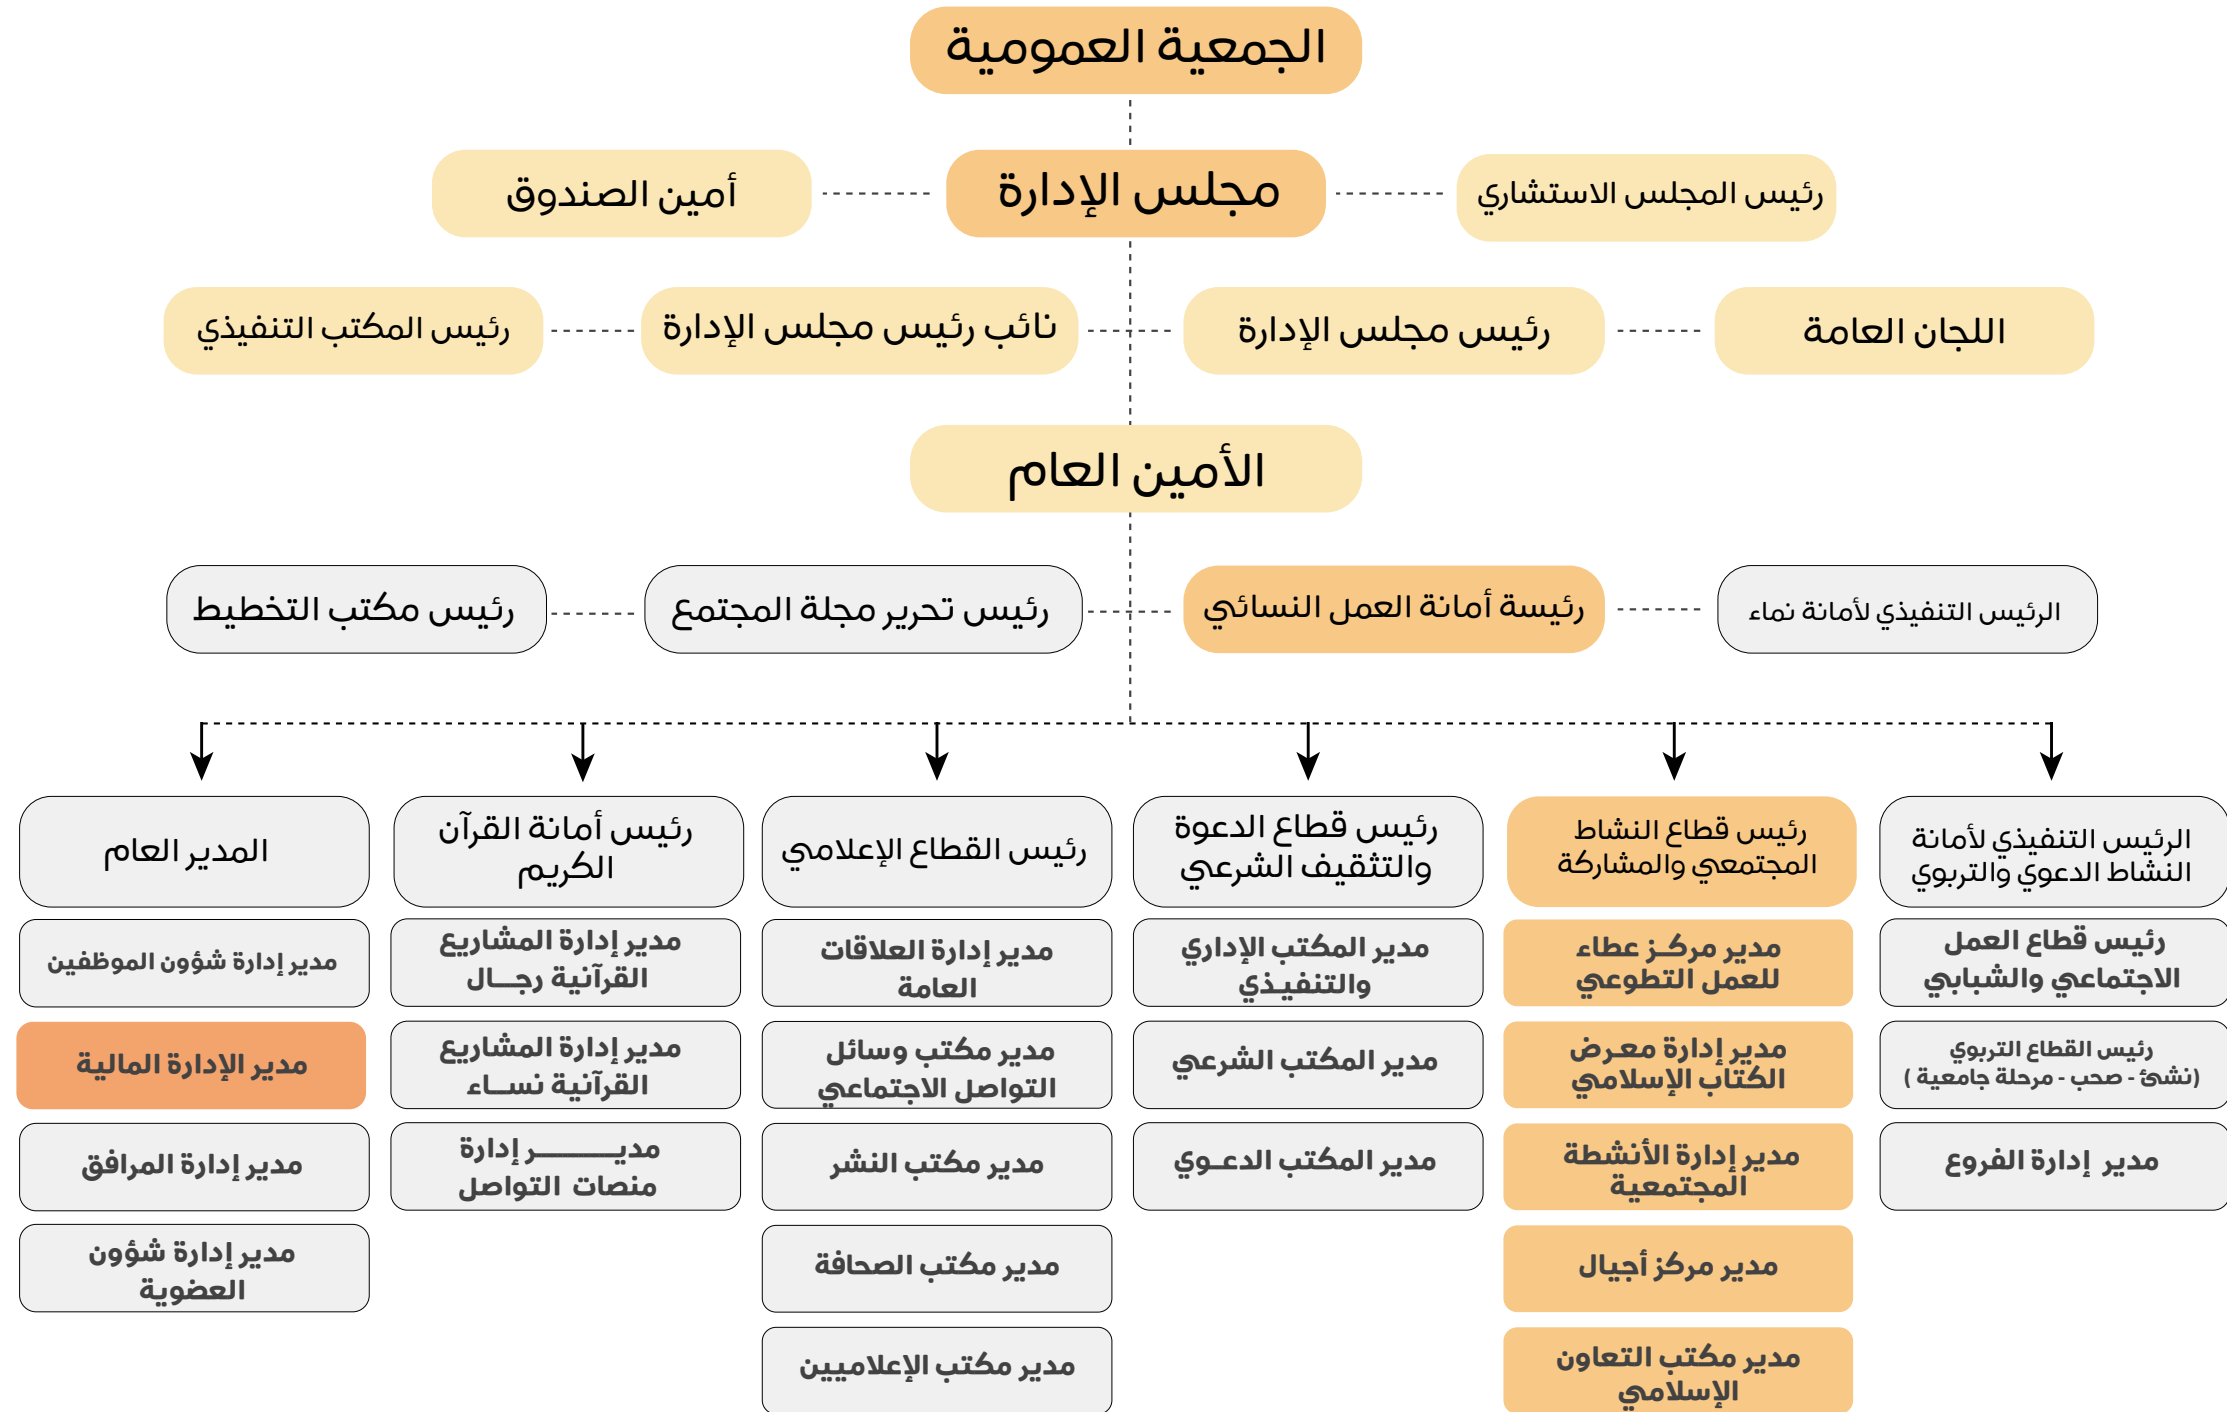 الجمعية العمومية
رئيس المجلس الاستشاري
مجلس الإدارة
أمين الصندوق
اللجان العامة
رئيس مجلس الإدارة
نائب رئيس مجلس الإدارة
رئيس المكتب التنفيذي
الأمين العام
الرئيس التنفيذي لأمانة نماء
رئيسة أمانة العمل النسائي
رئيس تحرير مجلة المجتمع
رئيس مكتب التخطيط
الرئيس التنفيذي لأمانة
النشاط الدعوي والتربوي
رئيس قطاع العمل
الاجتماعي والشبابي
رئيس القطاع التربوي
(نشئ - صحب - مرحلة جامعية )
مدير إدارة الفروع
رئيس قطاع النشاط
المجتمعي والمشاركة
مدير مركـز عطاء
للعمل التطوعي
مدير إدارة معـرض
الكتاب الإسلامي
مدير إدارة الأنشطة
المجتمعية
مدير مركز أجيال
مدير مكتب التعاون
الإسلامي
رئيس قطاع الدعوة
والتثقيف الشرعي
مدير المكتب الإداري
والتنفيـذي
مدير المكتب الشرعي
مدير المكتب الدعـوي
رئيس القطاع الإعلامي
مدير إدارة العلاقات
العامة
مدير مكتب وسائل
التواصل الاجتماعي
مدير مكتب النشر
مدير مكتب الصحافة
مدير مكتب الإعلاميين
رئيس أمانة القرآن
الكريم
مدير إدارة المشاريع
القرآنية رجــال
مدير إدارة المشاريع
القرآنية نســاء
مديــــــــر إدارة
منصات التواصل
المدير العام
مدير إدارة شؤون الموظفين
مدير الإدارة المالية
مدير إدارة المرافق
مدير إدارة شؤون
العضوية